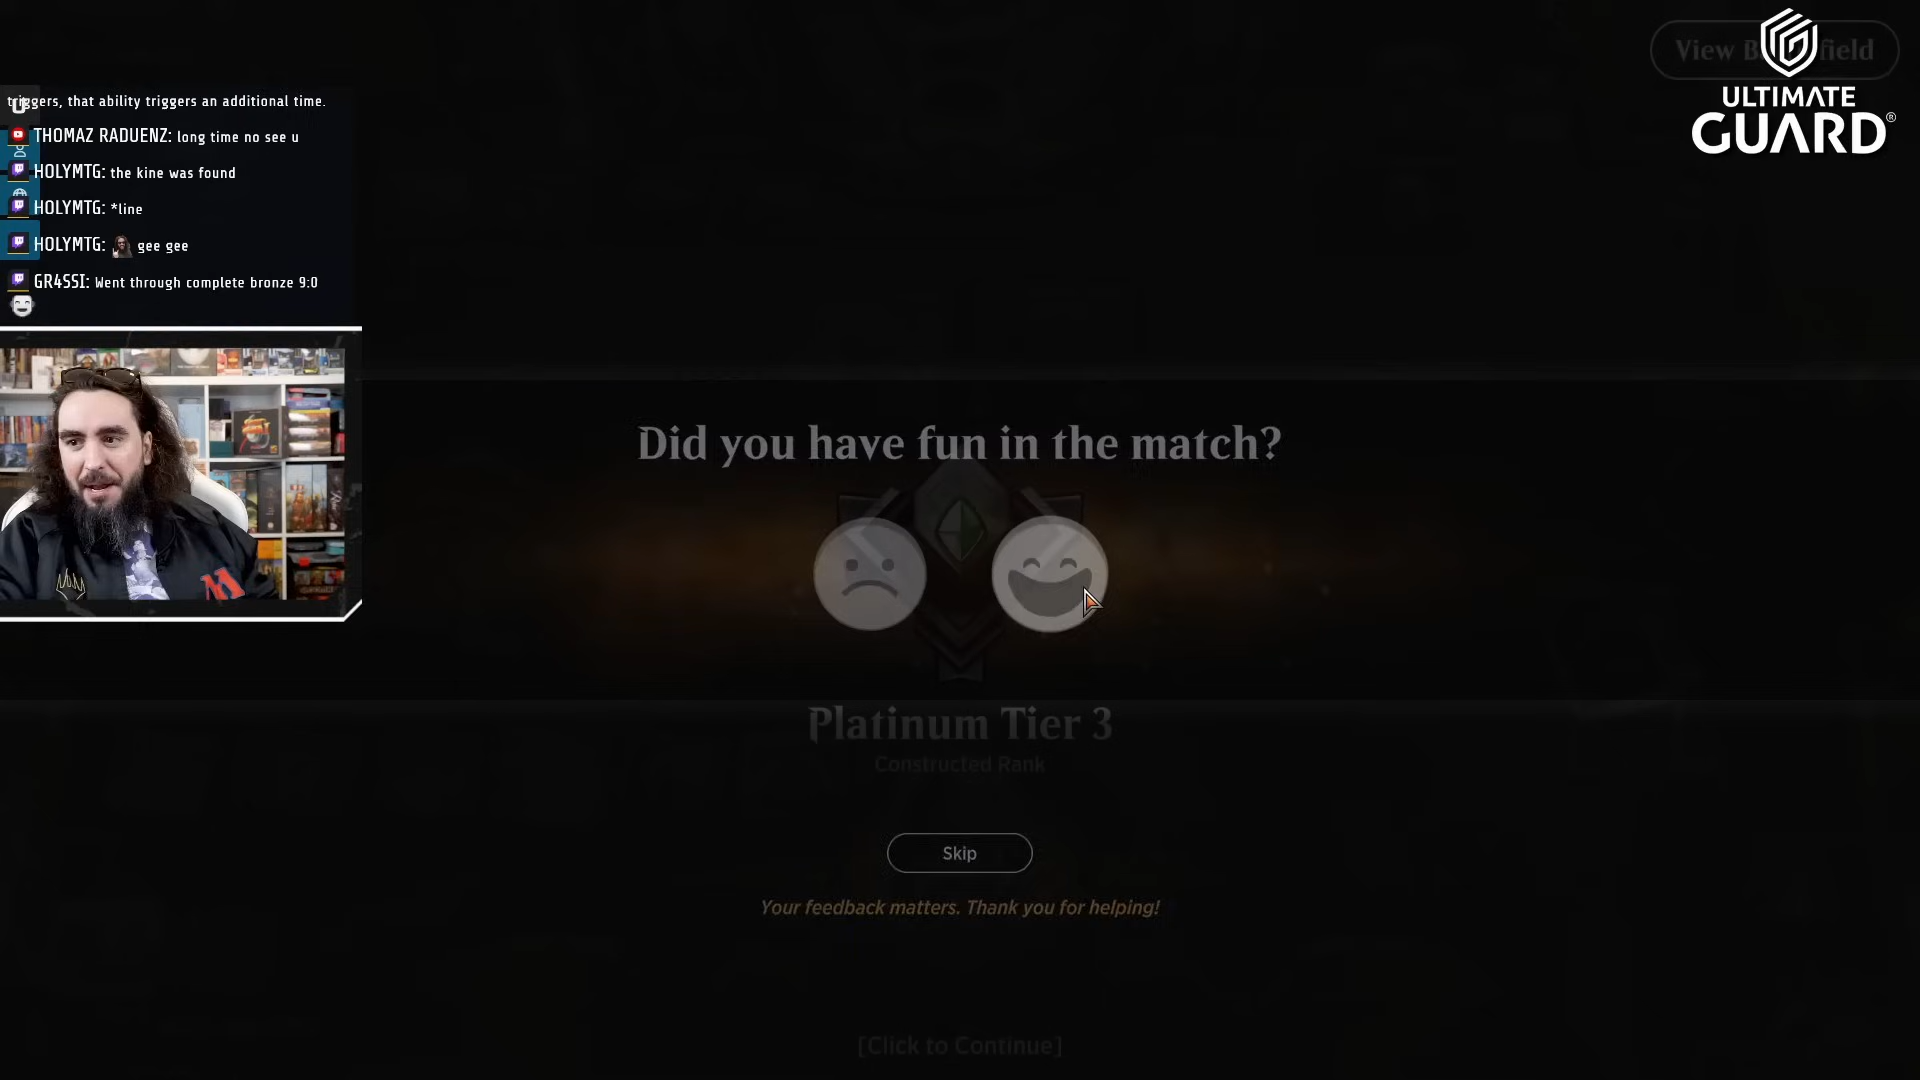 triggers, that ability triggers an additional time.
THOMAZ RADUENZ: long time no see u
HOLYMTG: the kine was found
HOLYMTG: *line
HOLYMTG: gee gee
GR4SSI: Went through complete bronze 9:0
View B field
ULTIMATE
GUARD®
Did you have fun in the match?
Platinum Tier 3
Constructed Rank
Skip
Your feedback matters. Thank you for helping!
[Click to Continue]